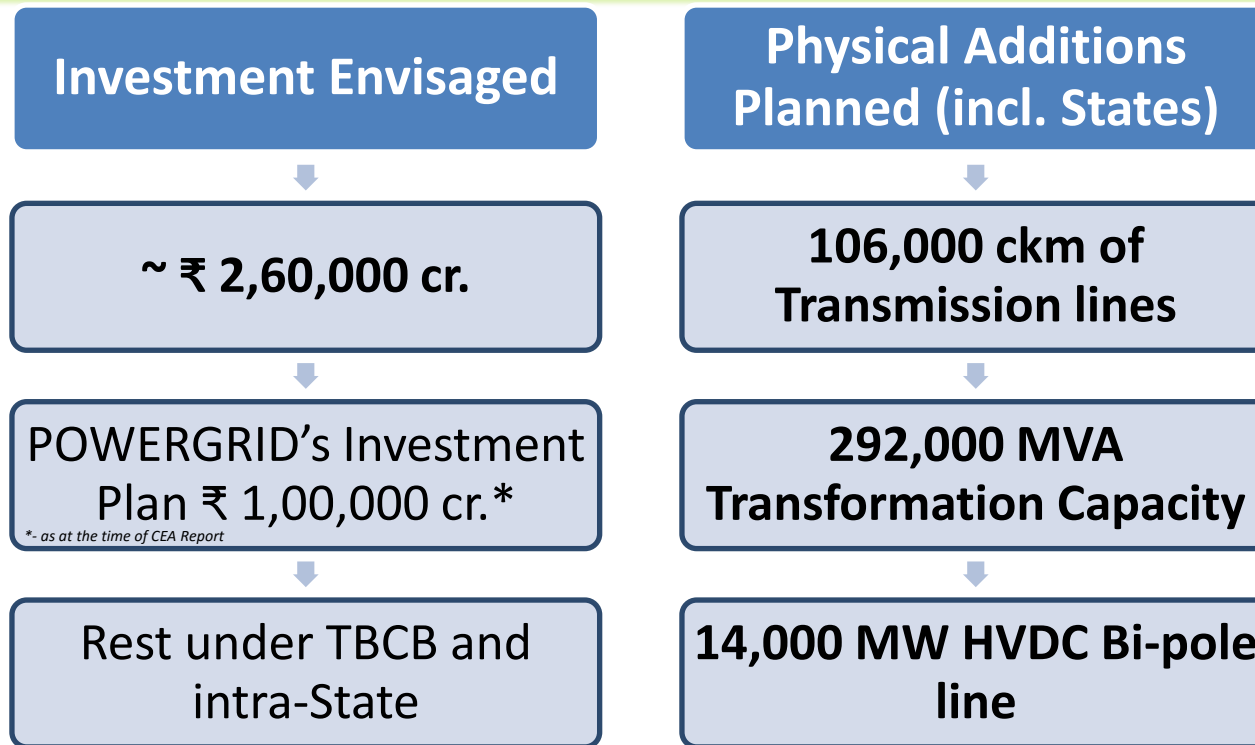 Investment Envisaged
~ ₹ 2,60,000 cr.
POWERGRID’s Investment
Plan ₹ 1,00,000 cr.*
*- as at the time of CEA Report
Rest under TBCB and
intra-State
Physical Additions
Planned (incl. States)
106,000 ckm of
Transmission lines
292,000 MVA
Transformation Capacity
14,000 MW HVDC Bi-pole
line